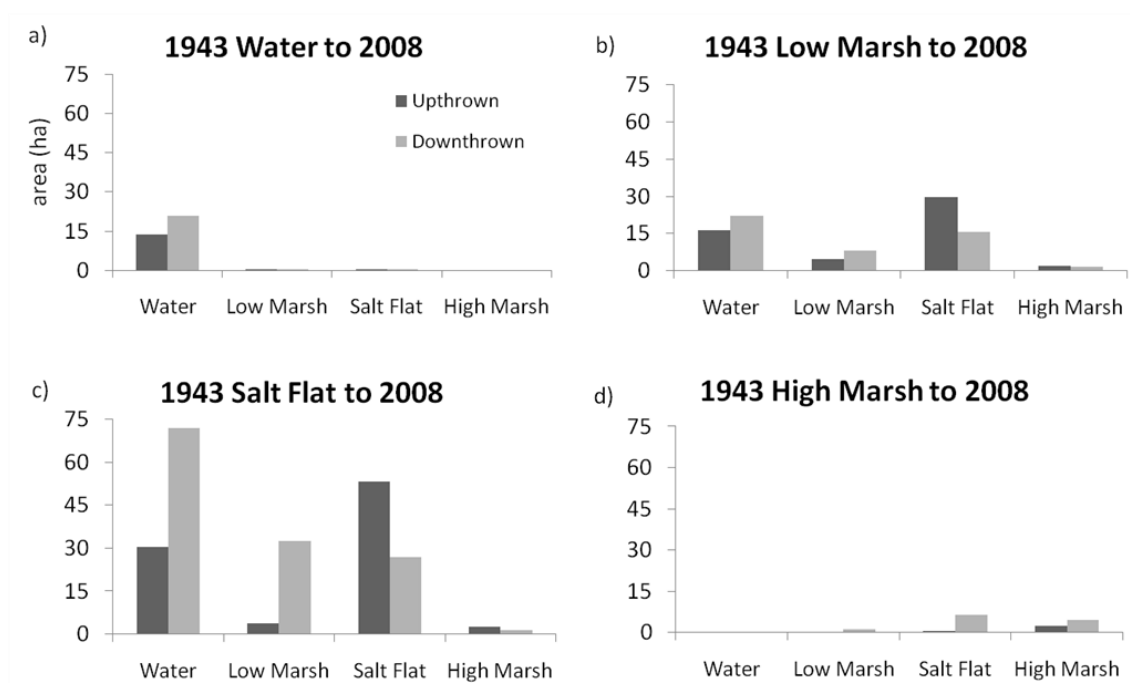 a)
1943 Water to 2008
75
60
45
30
15
0
area (ha)
Upthrown
Downthrown
Water Low Marsh Salt Flat High Marsh
b)
1943 Low Marsh to 2008
75
60
45
30
15
0
Water Low Marsh Salt Flat High Marsh
c)
1943 Salt Flat to 2008
75
60
45
30
15
0
Water Low Marsh Salt Flat High Marsh
d)
1943 High Marsh to 2008
75
60
45
30
15
0
Water Low Marsh Salt Flat High Marsh